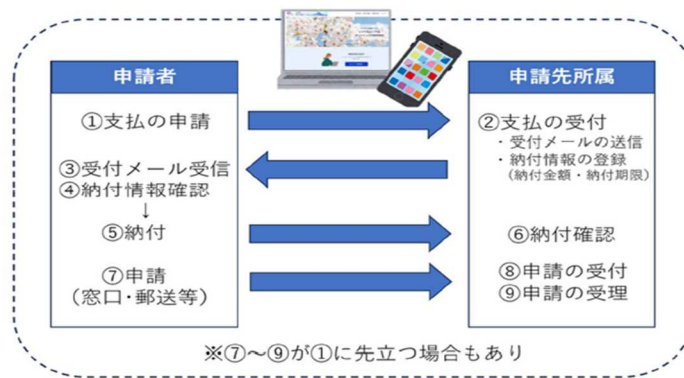 申請者
申請先所属
①支払の申請
②支払の受付
・受付メールの送信
・納付情報の登録
(納付金額・納付期限)
③受付メール受信
④納付情報確認
↓
⑤納付
⑥納付確認
⑦申請
(窓口・郵送等)
⑧申請の受付
⑨申請の受理
※⑦～⑨が①に先立つ場合もあり